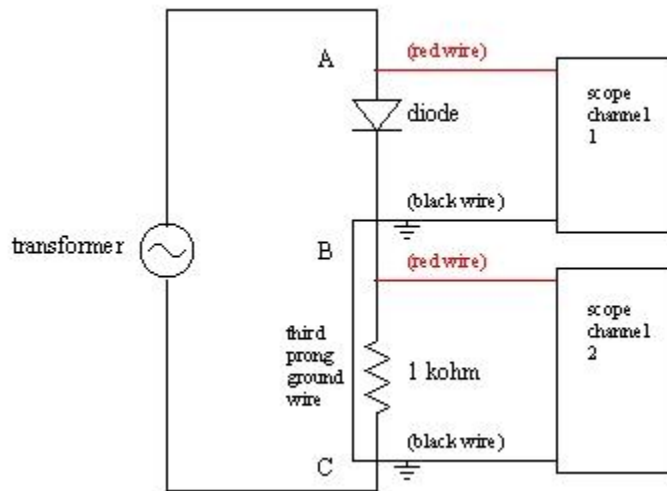 A
(red wire)
scope
channel
1
diode
(black wire)
transformer
B
(red wire)
scope
channel
2
third
prong
ground
wire
1 kohm
(black wire)
C